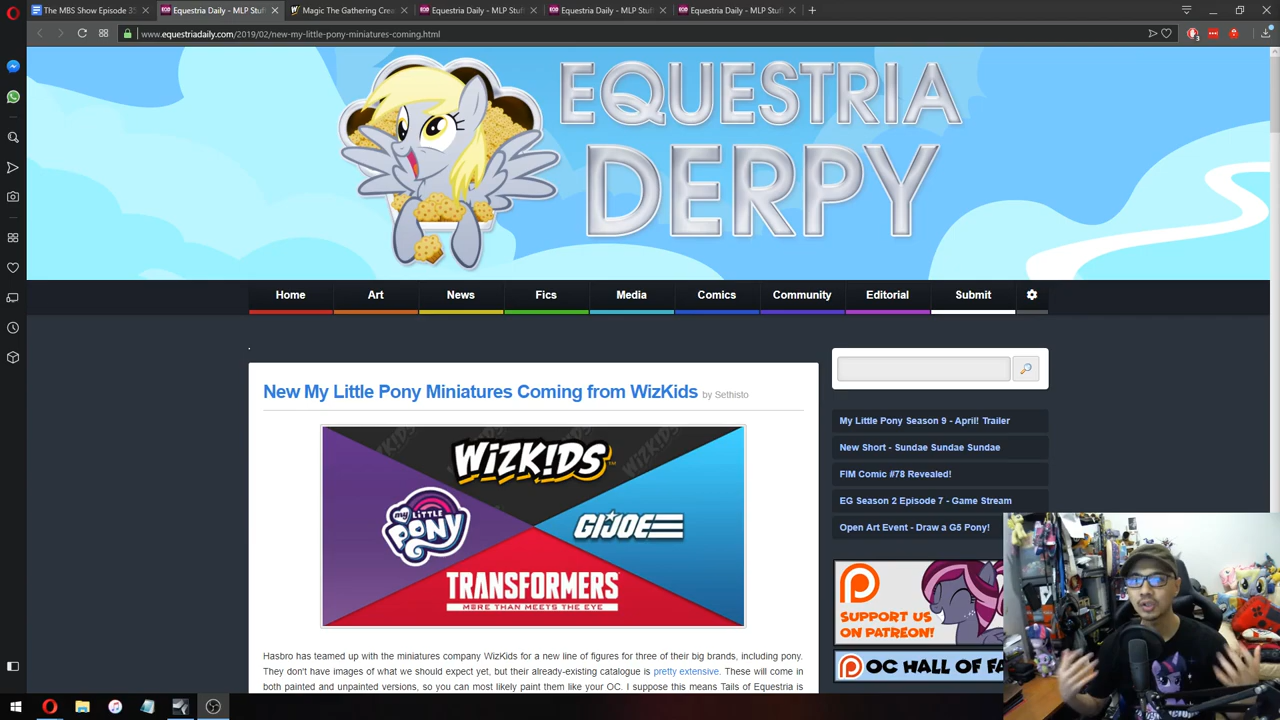 The MBS Show Episode 35
Equestria Daily - MLP Stuf
Magic The Gathering Crea
Equestria Daily - MLP Stuf
Equestria Daily - MLP Stuf
Equestria Daily - MLP Stuf
www.equestriadaily.com/2019/02/new-my-little-pony-miniatures-coming.html
EQUESTRIA
DERPY
Home Art News Fics Media Comics Community Editorial Submit
New My Little Pony Miniatures Coming from WizKids by Sethisto
WIZKIDS
my LiTTLE
PONY
G.I. JOE
TRANSFORMERS
MORE THAN MEETS THE EYE
Hasbro has teamed up with the miniatures company WizKids for a new line of figures for three of their big brands, including pony.
They don't have images of what we should expect yet, but their already-existing catalogue is pretty extensive. These will come in
both painted and unpainted versions, so you can most likely paint them like your OC. I suppose this means Tails of Equestria is
My Little Pony Season 9 - April! Trailer
New Short - Sundae Sundae Sundae
FIM Comic #78 Revealed!
EG Season 2 Episode 7 - Game Stream
Open Art Event - Draw a G5 Pony!
SUPPORT US
ON PATREON!
OC HALL OF FA